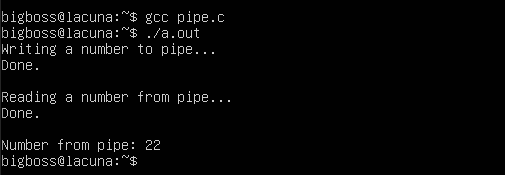 bigboss@lacuna:~$ gcc pipe.c
bigboss@lacuna:~$ ./a.out
Writing a number to pipe...
Done.
Reading a number from pipe...
Done.
Number from pipe: 22
bigboss@lacuna:~$